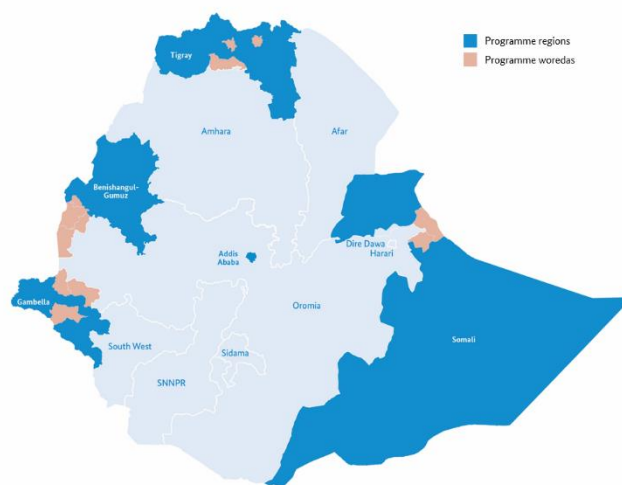 Programme regions
Programme woredas
Tigray
Amhara
Afar
Benishangul-
Gumuz
Addis
Ababa
Dire Dawa
Harari
Gambella
Oromia
South West
Sidama
Somali
SNNPR